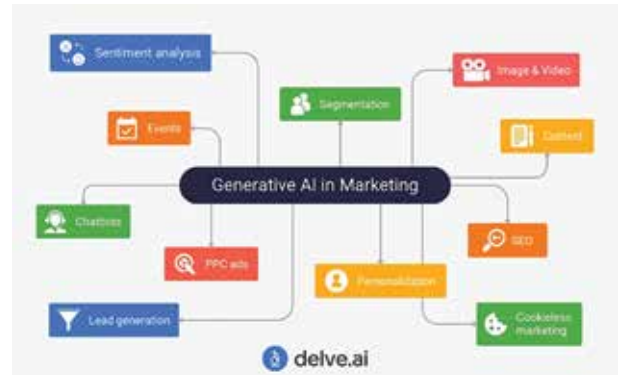 Sentiment analysis
Image & Video
Segmentation
Events
Content
Generative AI in Marketing
Chatbots
SEO
PPC ads
Personalization
Lead generation
Cookieless
marketing
delve.ai